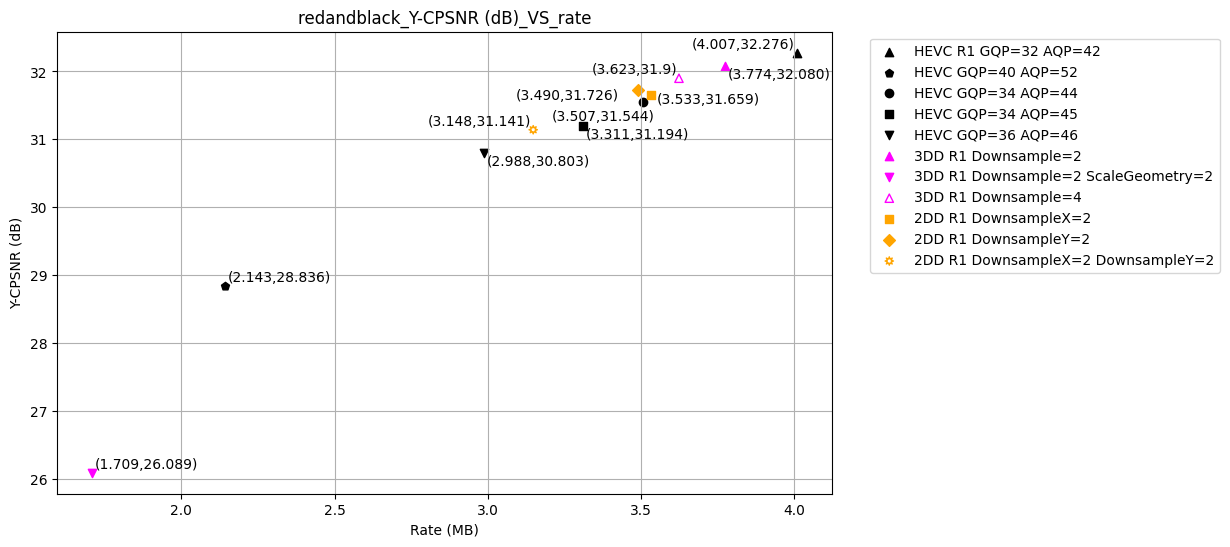 redandblack_Y-CPSNR (dB)_VS_rate
Y-CPSNR (dB)
32
31
30
29
28
27
26
(4.007,32.276)
(3.623,31.9)
(3.774,32.080)
(3.490,31.726)
(3.533,31.659)
(3.507,31.544)
(3.148,31.141)
(3.311,31.194)
(2.988,30.803)
(2.143,28.836)
(1.709,26.089)
2.0
2.5
3.0
3.5
4.0
Rate (MB)
HEVC R1 GQP=32 AQP=42
HEVC GQP=40 AQP=52
HEVC GQP=34 AQP=44
HEVC GQP=34 AQP=45
HEVC GQP=36 AQP=46
3DD R1 Downsample=2
3DD R1 Downsample=2 ScaleGeometry=2
3DD R1 Downsample=4
2DD R1 DownsampleX=2
2DD R1 DownsampleY=2
2DD R1 DownsampleX=2 DownsampleY=2